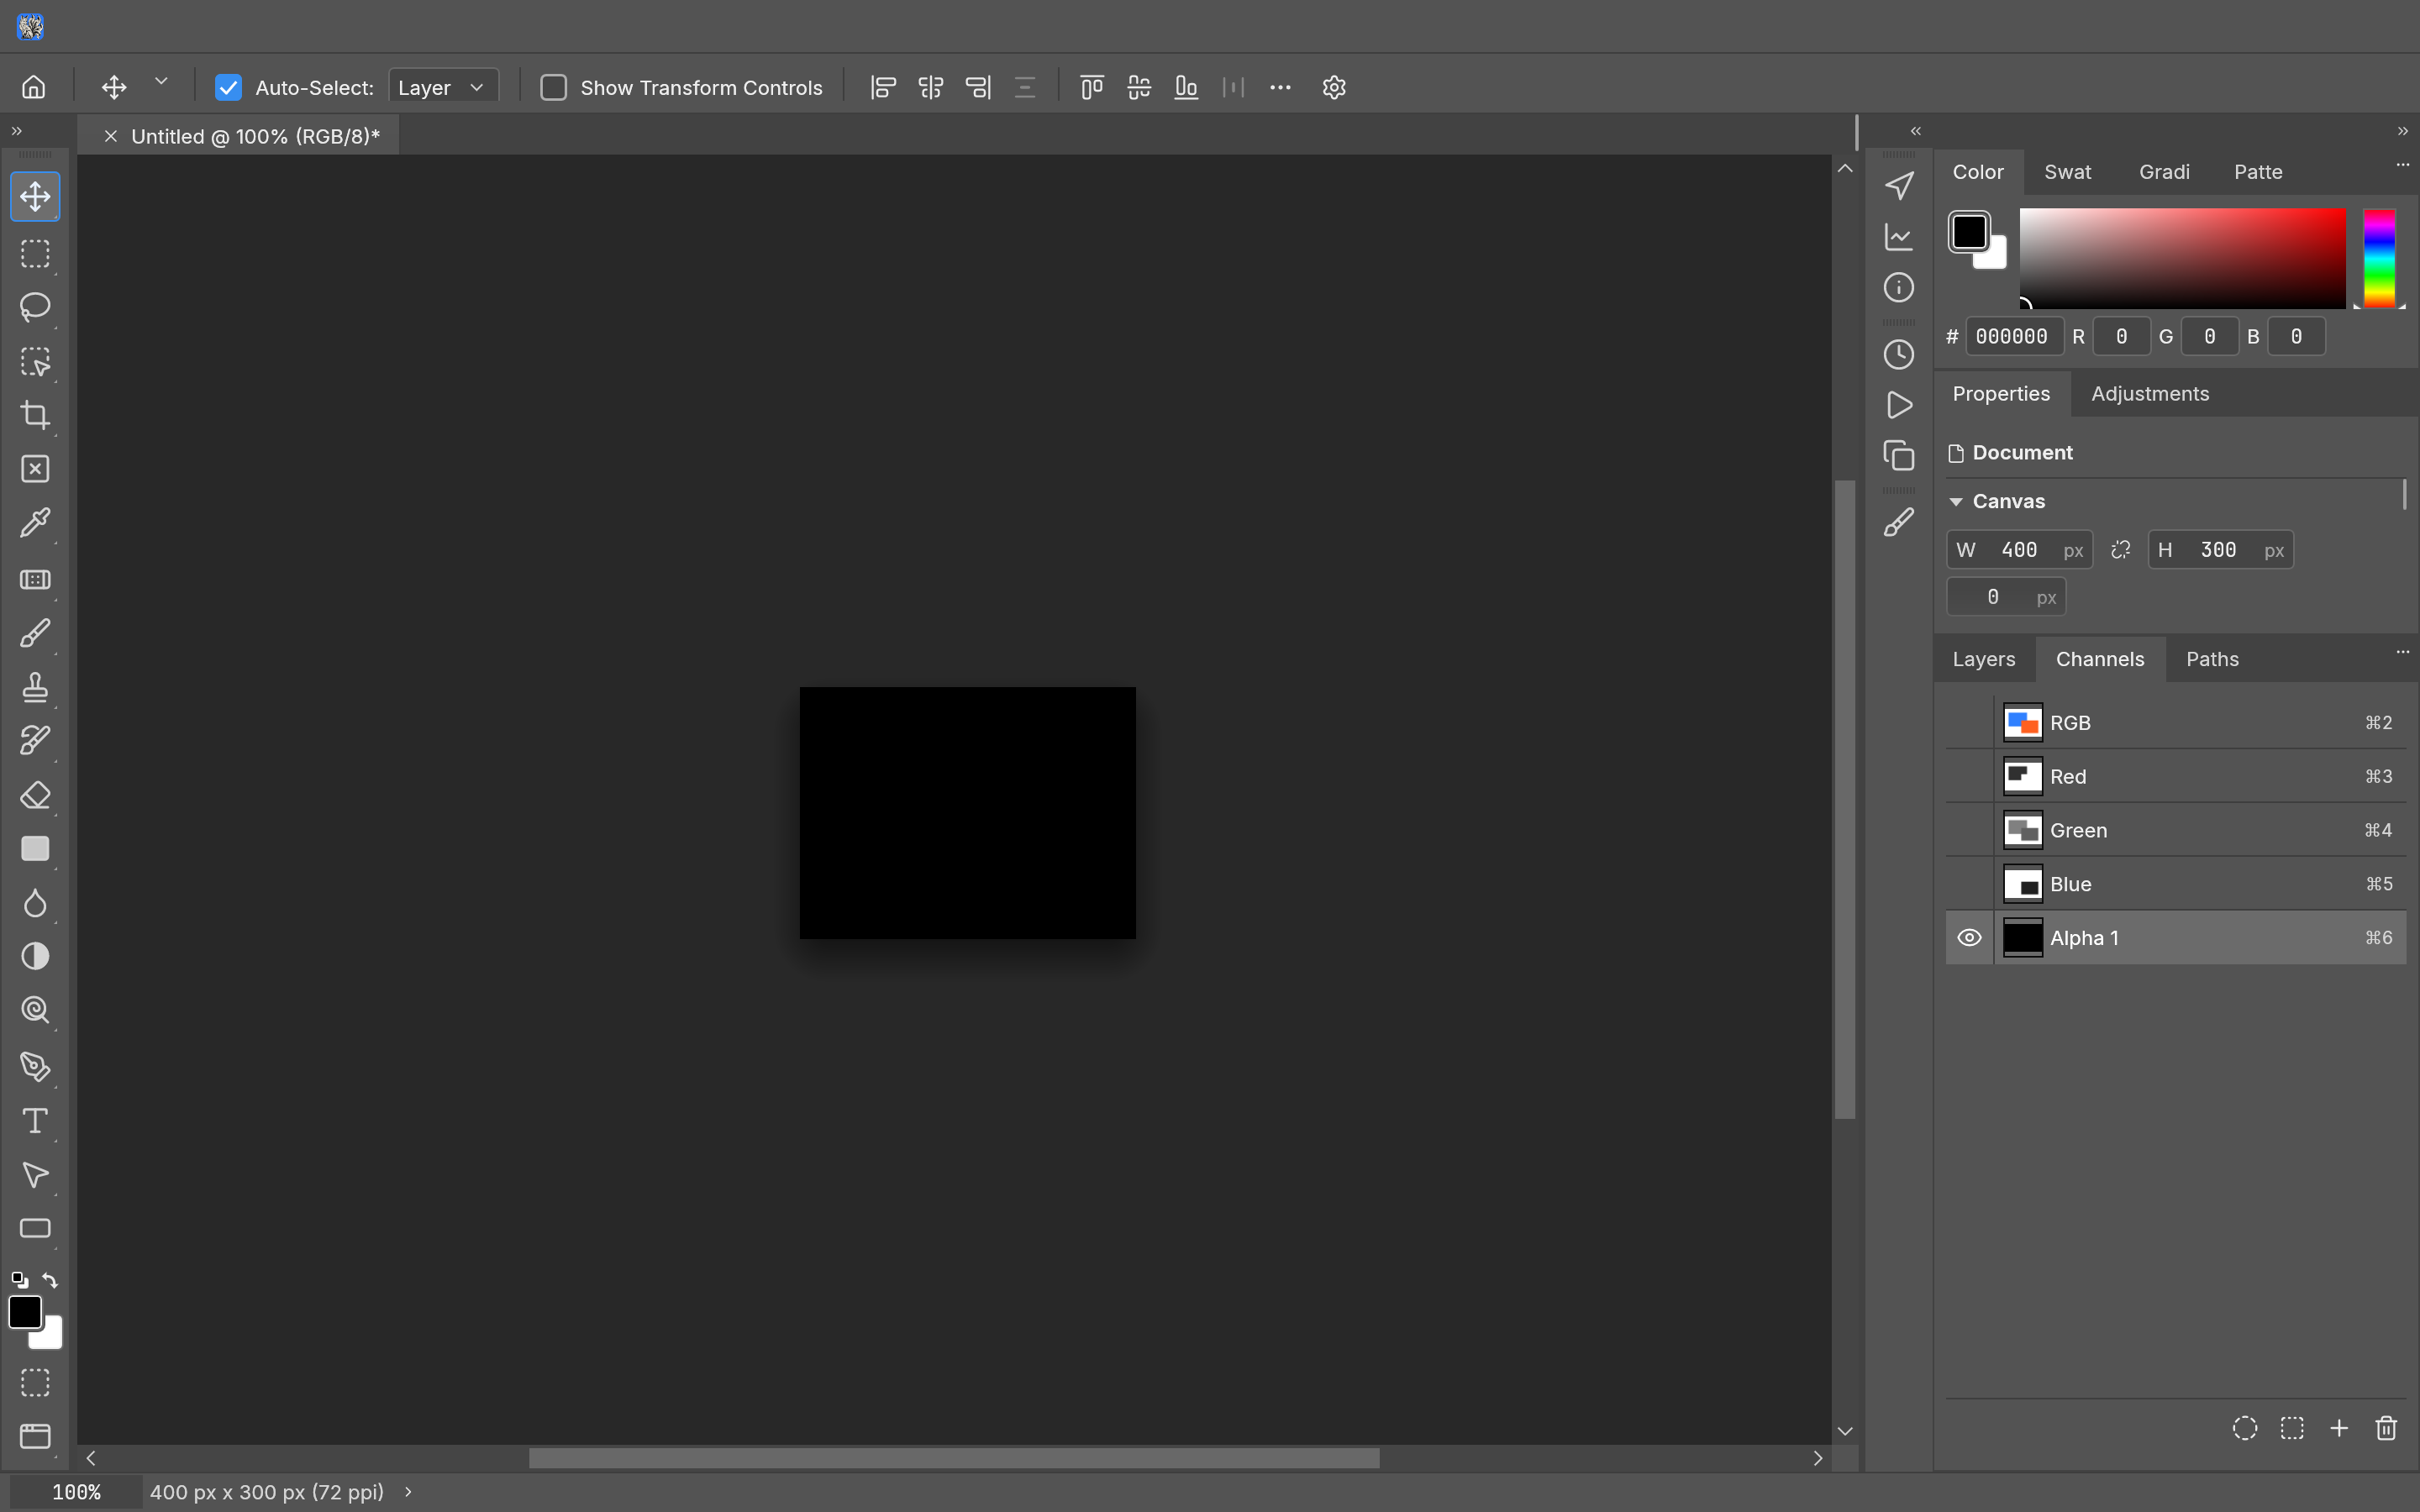 Auto-Select: Layer Show Transform Controls
Untitled @ 100% (RGB/8)*
Color Swat Gradi Patte
# 000000 R 0 G 0 B 0
Properties Adjustments
Document
Canvas
W 400 px H 300 px
0 px
Layers Channels Paths
RGB ⌘2
Red ⌘3
Green ⌘4
Blue ⌘5
Alpha 1 ⌘6
100% 400 px x 300 px (72 ppi)